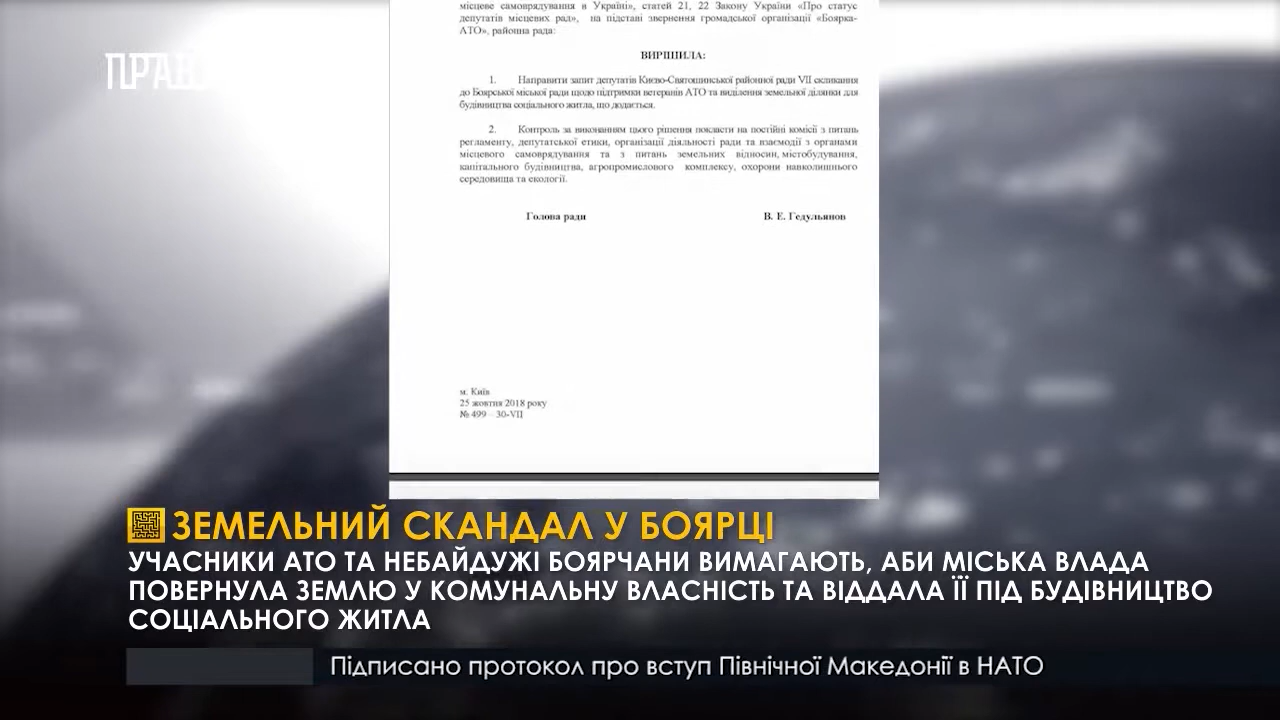 місцеве самоврядування в Україні», статей 21, 22 Закону України «Про статус
депутатів місцевих рад», на підставі звернення громадської організації «Боярка-
АТО», районна рада:
ВИРІШИЛА:
1. Направити запит депутатів Києво-Святошинської районної ради VII скликання
до Боярської міської ради щодо підтримки ветеранів АТО та виділення земельної ділянки для
будівництва соціального житла, що додається.
2. Контроль за виконанням цього рішення покласти на постійні комісії з питань
регламенту, депутатської етики, організації діяльності ради та взаємодії з органами
місцевого самоврядування та з питань земельних відносин, містобудування,
капітального будівництва, агропромислового комплексу, охорони навколишнього
середовища та екології.
Голова ради В. Е. Гедульянов
м. Київ
25 жовтня 2018 року
№ 499 – 30-VII
ЗЕМЕЛЬНИЙ СКАНДАЛ У БОЯРЦІ
УЧАСНИКИ АТО ТА НЕБАЙДУЖІ БОЯРЧАНИ ВИМАГАЮТЬ, АБИ МІСЬКА ВЛАДА
ПОВЕРНУЛА ЗЕМЛЮ У КОМУНАЛЬНУ ВЛАСНІСТЬ ТА ВІДДАЛА ЇЇ ПІД БУДІВНИЦТВО
СОЦІАЛЬНОГО ЖИТЛА
Підписано протокол про вступ Північної Македонії в НАТО